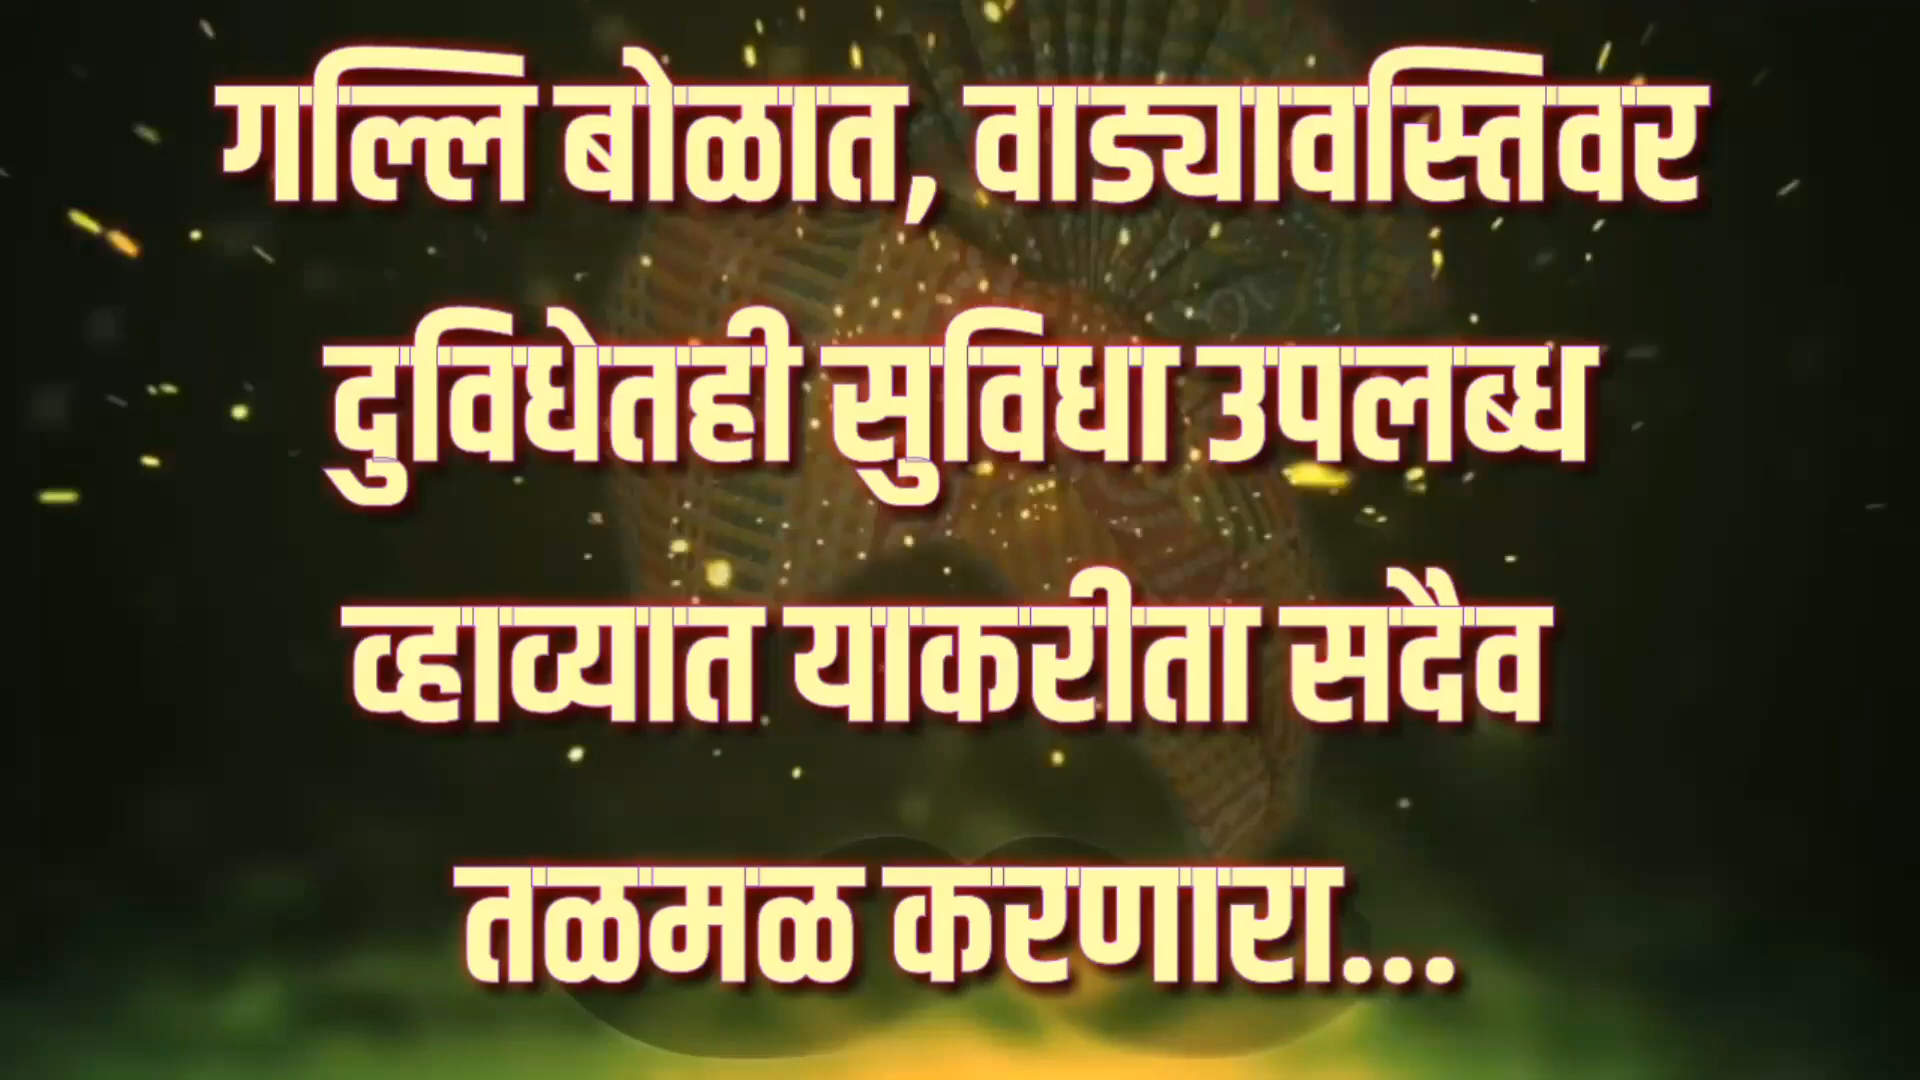 गल्लि बोळात, वाड्यावस्तिवर
दुविधेतही सुविधा उपलब्ध
व्हाव्यात याकरीता सदैव
तळमळ करणारा...